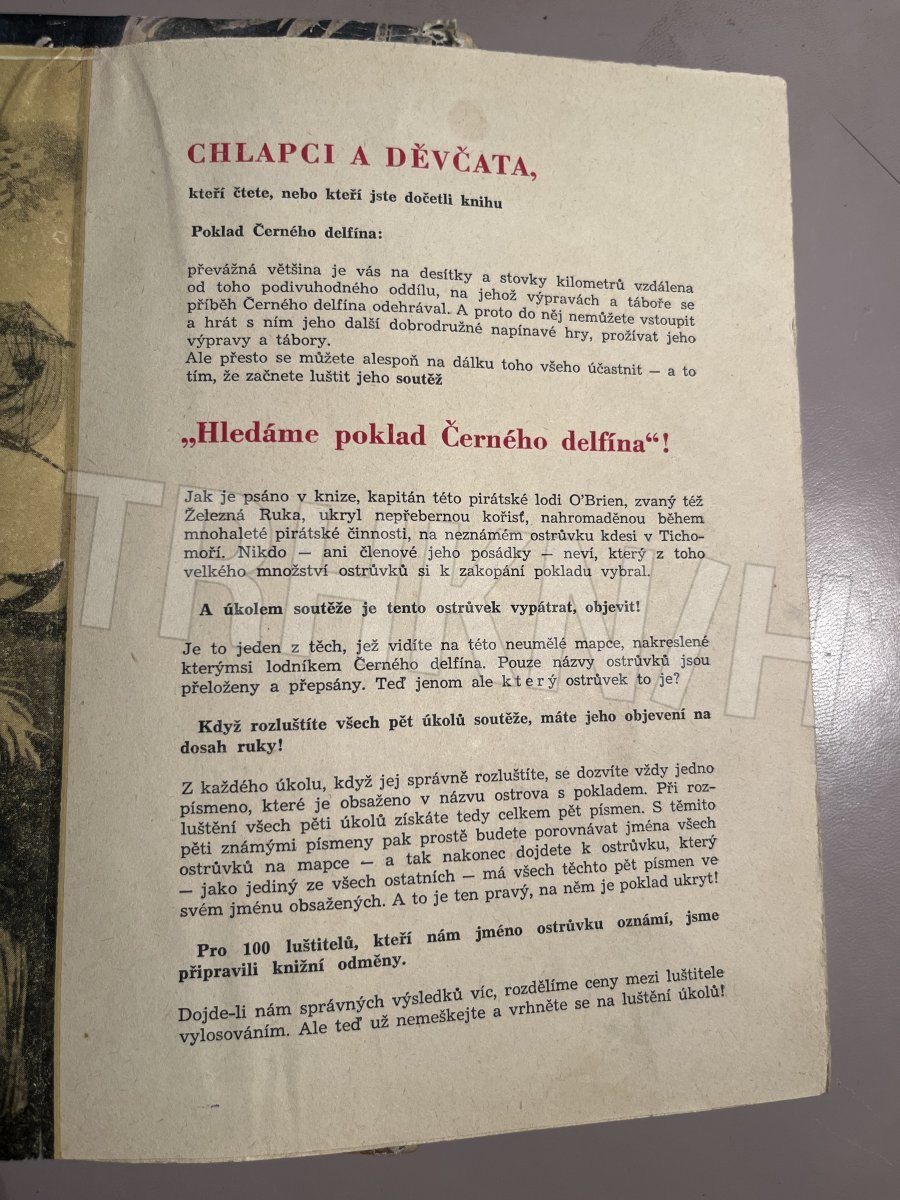 CHLAPCI A DĚVČATA,
kteří čtete, nebo kteří jste dočetli knihu
Poklad Černého delfína:
převážná většina je vás na desítky a stovky kilometrů vzdálena
od toho podivuhodného oddílu, na jehož výpravách a táboře se
příběh Černého delfína odehrával. A proto do něj nemůžete vstoupit
a hrát s ním jeho další dobrodružné napínavé hry, prožívat jeho
výpravy a tábory.
Ale přesto se můžete alespoň na dálku toho všeho účastnit — a to
tím, že začnete luštit jeho soutěž
„Hledáme poklad Černého delfína“!
Jak je psáno v knize, kapitán této pirátské lodi O'Brien, zvaný též
Železná Ruka, ukryl nepřebernou kořisť, nahromaděnou během
mnohaleté pirátské činnosti, na neznámém ostrůvku kdesi v Ticho-
moří. Nikdo — ani členové jeho posádky — neví, který z toho
velkého množství ostrůvků si k zakopání pokladu vybral.
A úkolem soutěže je tento ostrůvek vypátrat, objevit!
Je to jeden z těch, jež vidíte na této neumělé mapce, nakreslené
kterýmsi lodníkem Černého delfína. Pouze názvy ostrůvků jsou
přeloženy a přepsány. Teď jenom ale který ostrůvek to je?
Když rozluštíte všech pět úkolů soutěže, máte jeho objevení na
dosah ruky!
Z každého úkolu, když jej správně rozluštíte, se dozvíte vždy jedno
písmeno, které je obsaženo v názvu ostrova s pokladem. Při roz-
luštění všech pěti úkolů získáte tedy celkem pět písmen. S těmito
pěti známými písmeny pak prostě budete porovnávat jména všech
ostrůvků na mapce — a tak nakonec dojdete k ostrůvku, který
— jako jediný ze všech ostatních — má všech těchto pět písmen ve
svém jménu obsažených. A to je ten pravý, na něm je poklad ukryt!
Pro 100 luštitelů, kteří nám jméno ostrůvku oznámí, jsme
připravili knižní odměny.
Dojde-li nám správných výsledků víc, rozdělíme ceny mezi luštitele
vylosováním. Ale teď už nemeškejte a vrhněte se na luštění úkolů!
TRHKNIH